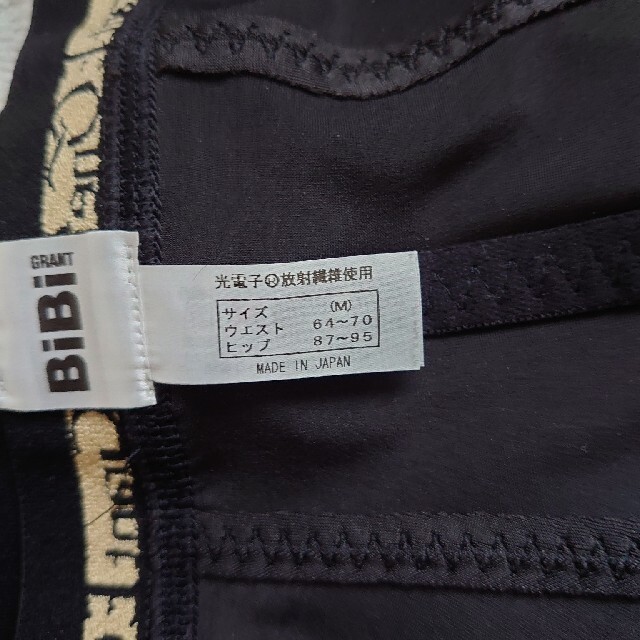 GRANT
BiBi
光電子®放射繊維使用
サイズ (M)
ウエスト 64~70
ヒップ 87~95
MADE IN JAPAN